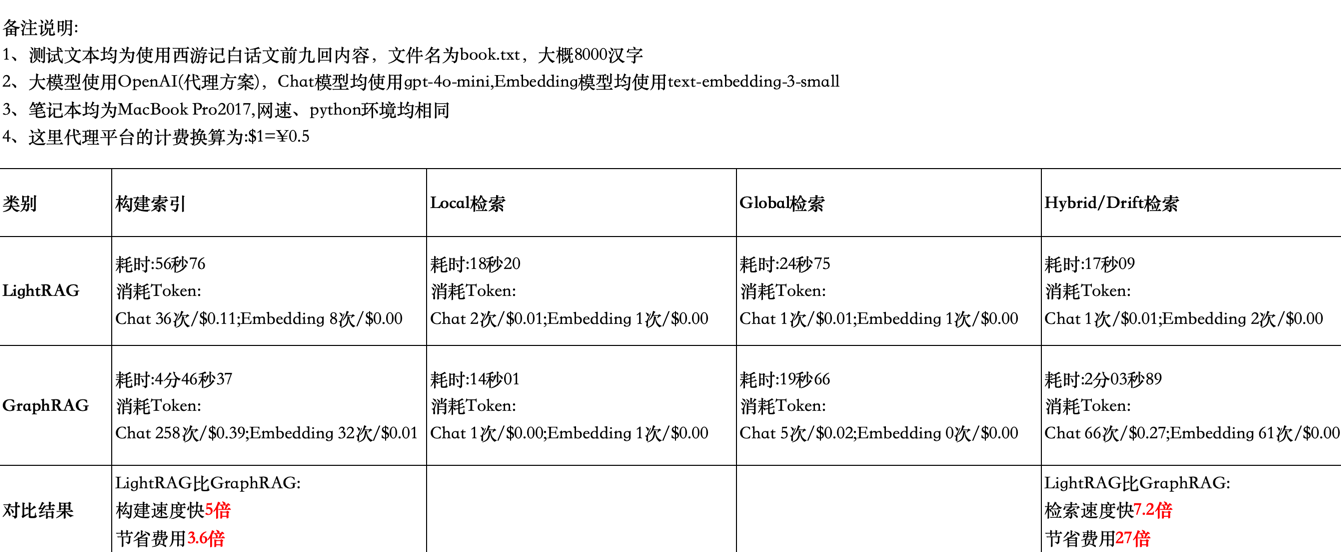 备注说明:
1、测试文本均为使用西游记白话文前九回内容，文件名为book.txt，大概8000汉字
2、大模型使用OpenAI(代理方案)，Chat模型均使用gpt-4o-mini,Embedding模型均使用text-embedding-3-small
3、笔记本均为MacBook Pro2017,网速、python环境均相同
4、这里代理平台的计费换算为:$1=¥0.5
类别
构建索引
Local检索
Global检索
Hybrid/Drift检索
LightRAG
耗时:56秒76
消耗Token:
Chat 36次/$0.11;Embedding 8次/$0.00
耗时:18秒20
消耗Token:
Chat 2次/$0.01;Embedding 1次/$0.00
耗时:24秒75
消耗Token:
Chat 1次/$0.01;Embedding 1次/$0.00
耗时:17秒09
消耗Token:
Chat 1次/$0.01;Embedding 2次/$0.00
GraphRAG
耗时:4分46秒37
消耗Token:
Chat 258次/$0.39;Embedding 32次/$0.01
耗时:14秒01
消耗Token:
Chat 1次/$0.00;Embedding 1次/$0.00
耗时:19秒66
消耗Token:
Chat 5次/$0.02;Embedding 0次/$0.00
耗时:2分03秒89
消耗Token:
Chat 66次/$0.27;Embedding 61次/$0.00
对比结果
LightRAG比GraphRAG:
构建速度快5倍
节省费用3.6倍
LightRAG比GraphRAG:
检索速度快7.2倍
节省费用27倍